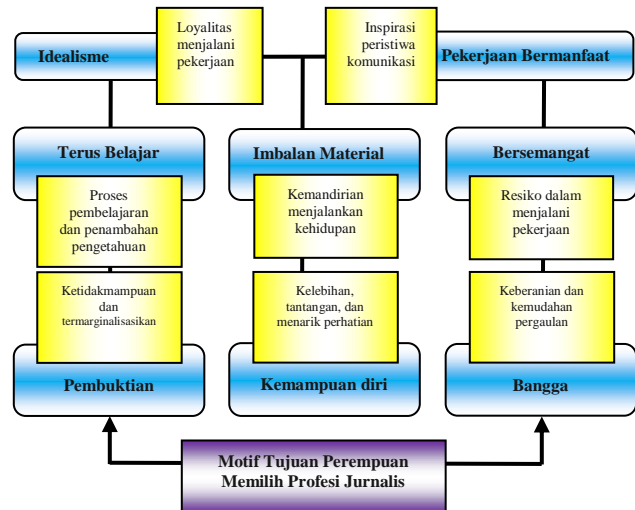 Idealisme
Loyalitas
menjalani
pekerjaan
Inspirasi
peristiwa
komunikasi
Pekerjaan Bermanfaat
Terus Belajar
Imbalan Material
Bersemangat
Proses
pembelajaran
dan penambahan
pengetahuan
Kemandirian
menjalankan
kehidupan
Resiko dalam
menjalani
pekerjaan
Ketidakmampuan
dan
termarginalisasikan
Kelebihan,
tantangan, dan
menarik perhatian
Keberanian dan
kemudahan
pergaulan
Pembuktian
Kemampuan diri
Bangga
Motif Tujuan Perempuan
Memilih Profesi Jurnalis